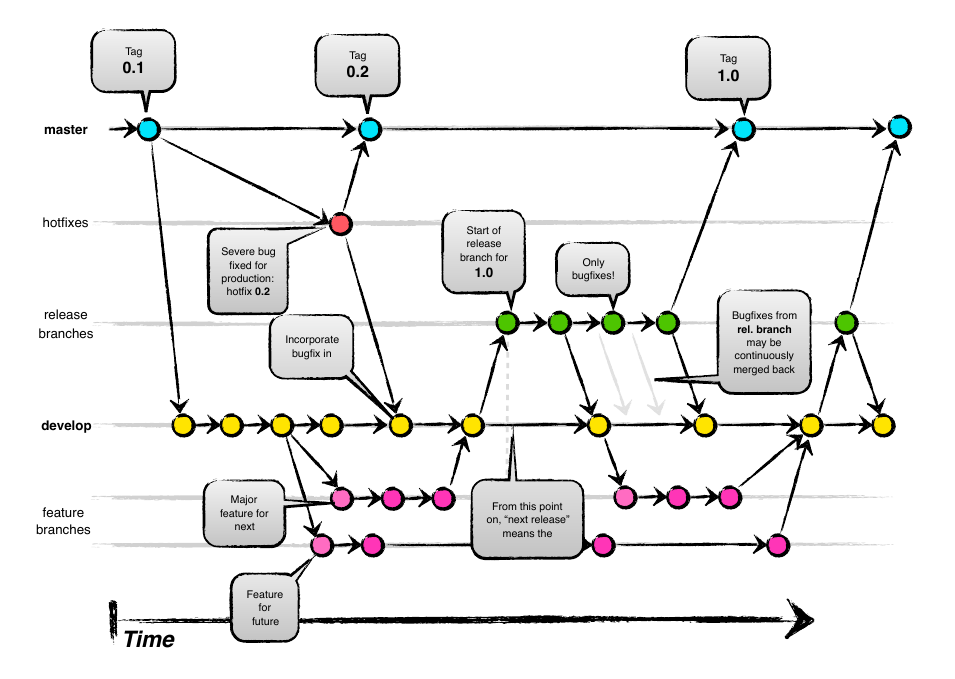 Tag
0.1
Tag
0.2
Tag
1.0
master
hotfixes
Severe bug
fixed for
production:
hotfix 0.2
Start of
release
branch for
1.0
Only
bugfixes!
release
branches
Incorporate
bugfix in
Bugfixes from
rel. branch
may be
continuously
merged back
develop
Major
feature for
next
From this point
on, “next release”
means the
feature
branches
Feature
for
future
Time